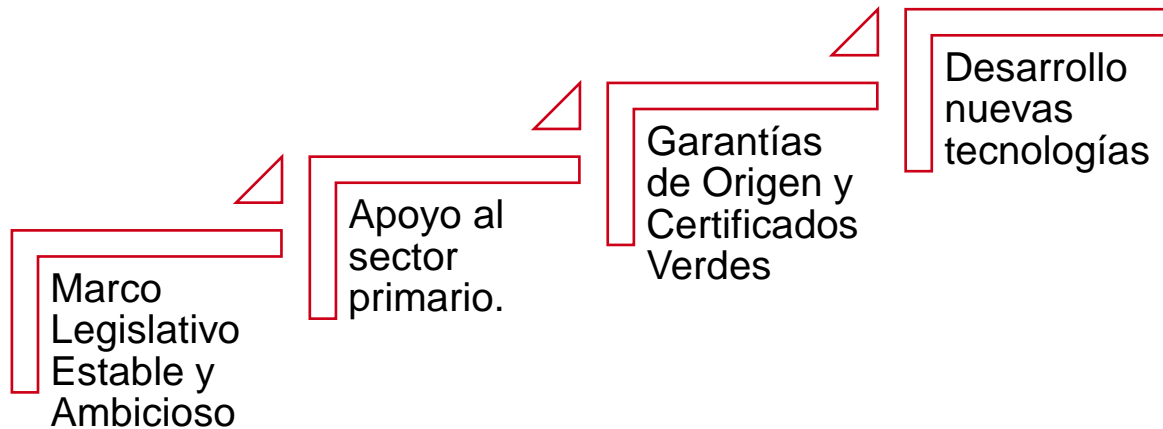 Marco
Legislativo
Estable y
Ambicioso
Apoyo al
sector
primario.
Garantías
de Origen y
Certificados
Verdes
Desarrollo
nuevas
tecnologías